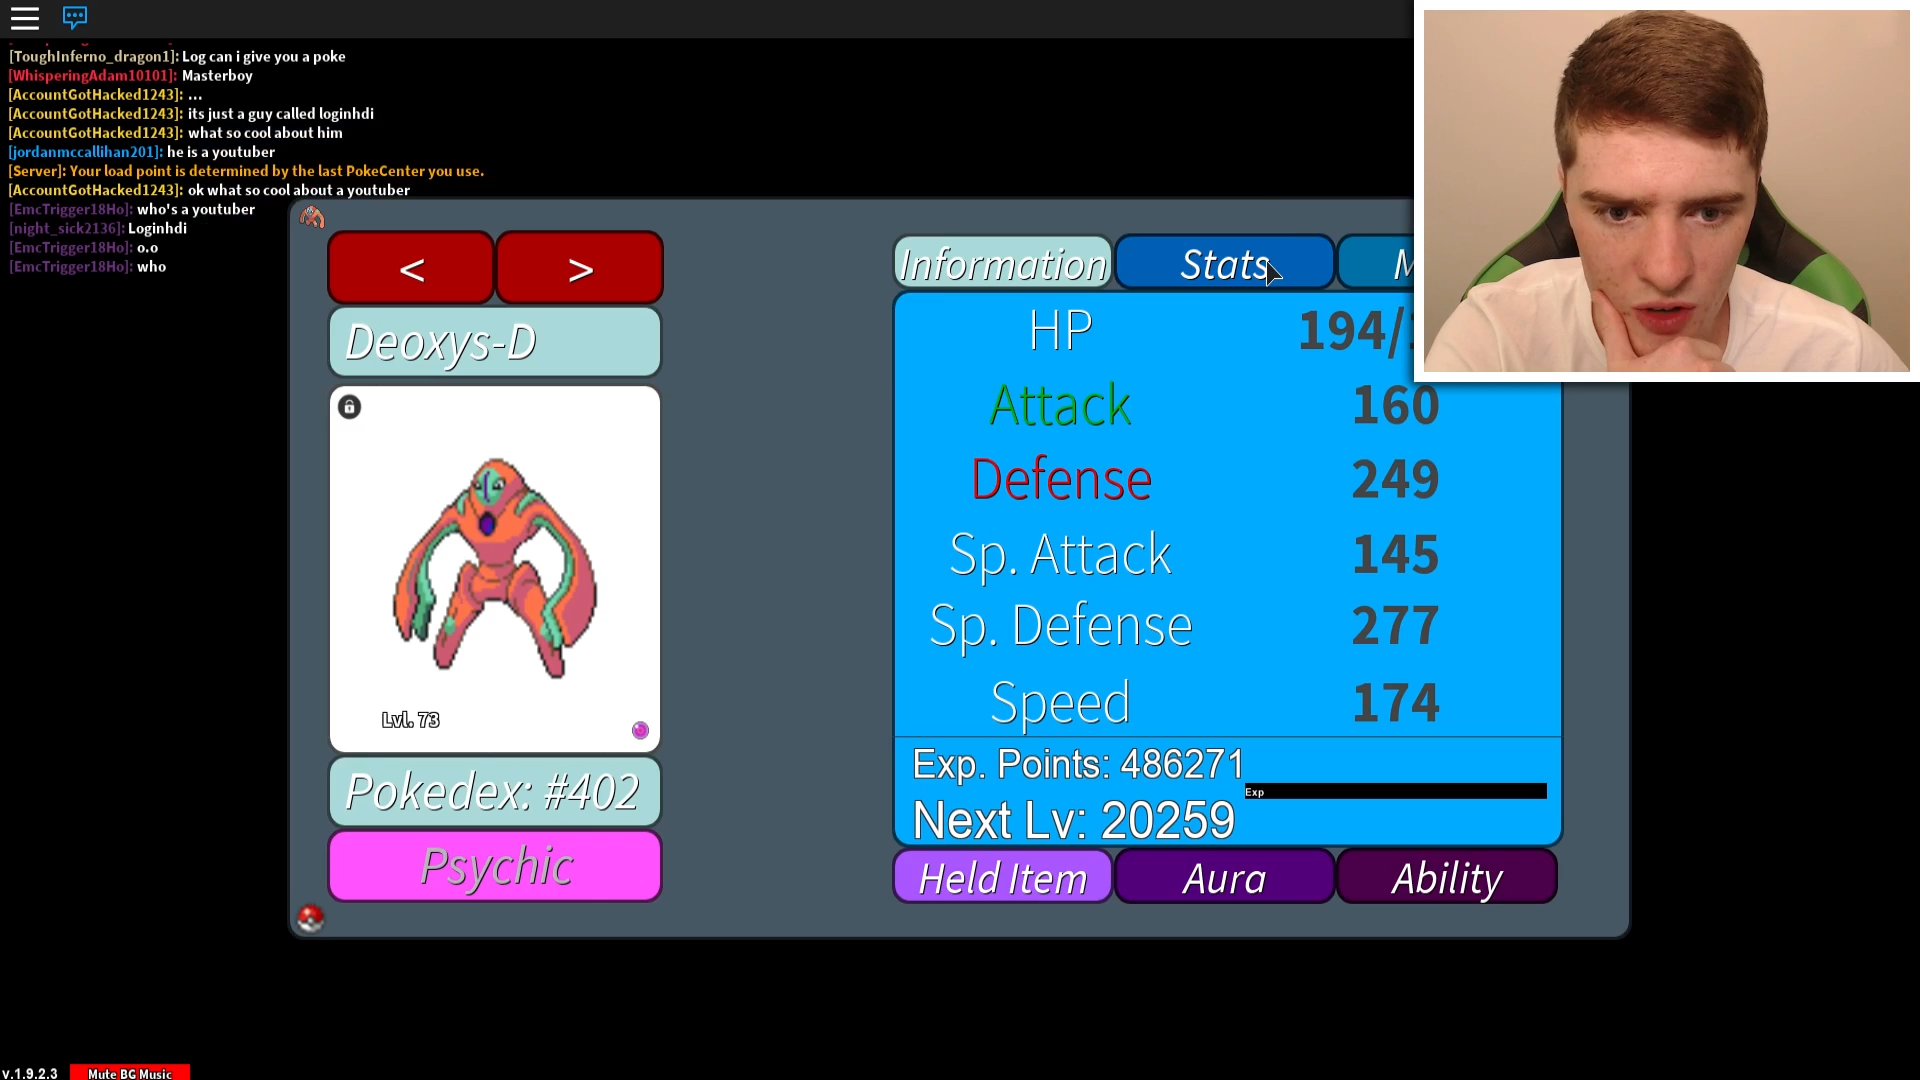 [ToughInferno_dragon1]: Log can i give you a poke
[WhisperingAdam10101]: Masterboy
[AccountGotHacked1243]: ...
[AccountGotHacked1243]: its just a guy called loginhdi
[AccountGotHacked1243]: what so cool about him
[jordanmccallihan201]: he is a youtuber
[Server]: Your load point is determined by the last PokeCenter you use.
[AccountGotHacked1243]: ok what so cool about a youtuber
[EmcTrigger18Ho]: who's a youtuber
[night_sick2136]: Loginhdi
[EmcTrigger18Ho]: o.o
[EmcTrigger18Ho]: who
< >
Deoxys-D
Lvl. 73
Pokedex: #402
Psychic
Information Stats M
HP 194/
Attack 160
Defense 249
Sp. Attack 145
Sp. Defense 277
Speed 174
Exp. Points: 486271
Exp
Next Lv: 20259
Held Item Aura Ability
v.1.9.2.3 Mute BG Music